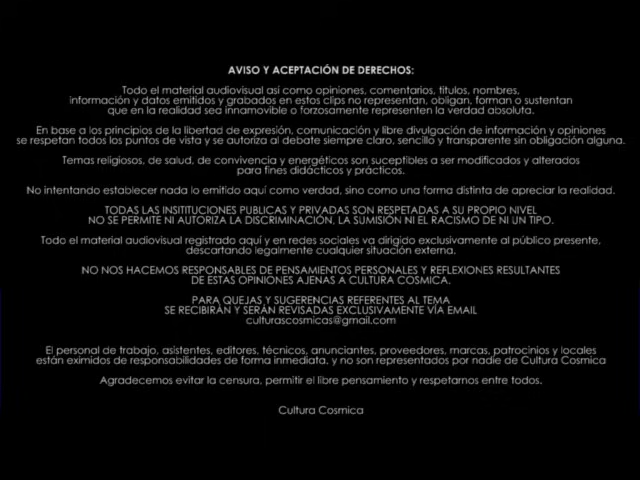 AVISO Y ACEPTACIÓN DE DERECHOS:
Todo el material audiovisual asi como opiniones, comentarios, titulos, nombres,
información y datos emitidos y grabados en estos clips no representan, obligan, forman o sustentan
que en la realidad sea innamovible o forzosamente representen la verdad absoluta.
En base a los principios de la libertad de expresión, comunicación y libre divulgación de información y opiniones
se respetan todos los puntos de vista y se autoriza al debate siempre claro, sencillo y transparente sin obligación alguna.
Temas religiosos, de salud, de convivencia y energéticos son suceptibles a ser modificados y alterados
para fines didácticos y prácticos.
No intentando establecer nada lo emitido aquí como verdad, sino como una forma distinta de apreciar la realidad.
TODAS LAS INSITITUCIONES PUBLICAS Y PRIVADAS SON RESPETADAS A SU PROPIO NIVEL
NO SE PERMITE NI AUTORIZA LA DISCRIMINACIÓN, LA SUMISIÓN NI EL RACISMO DE NI UN TIPO.
Todo el material audiovisual registrado aquí y en redes sociales va dirigido exclusivamente al público presente,
descartando legalmente cualquier situación externa.
NO NOS HACEMOS RESPONSABLES DE PENSAMIENTOS PERSONALES Y REFLEXIONES RESULTANTES
DE ESTAS OPINIONES AJENAS A CULTURA COSMICA.
PARA QUEJAS Y SUGERENCIAS REFERENTES AL TEMA
SE RECIBIRÁN Y SERÁN REVISADAS EXCLUSIVAMENTE VÍA EMAIL
culturascosmicas@gmail.com
El personal de trabajo, asistentes, editores, técnicos, anunciantes, proveedores, marcas, patrocinios y locales
están eximidos de responsabilidades de forma inmediata, y no son representados por nadie de Cultura Cosmica
Agradecemos evitar la censura, permitir el libre pensamiento y respetarnos entre todos.
Cultura Cosmica